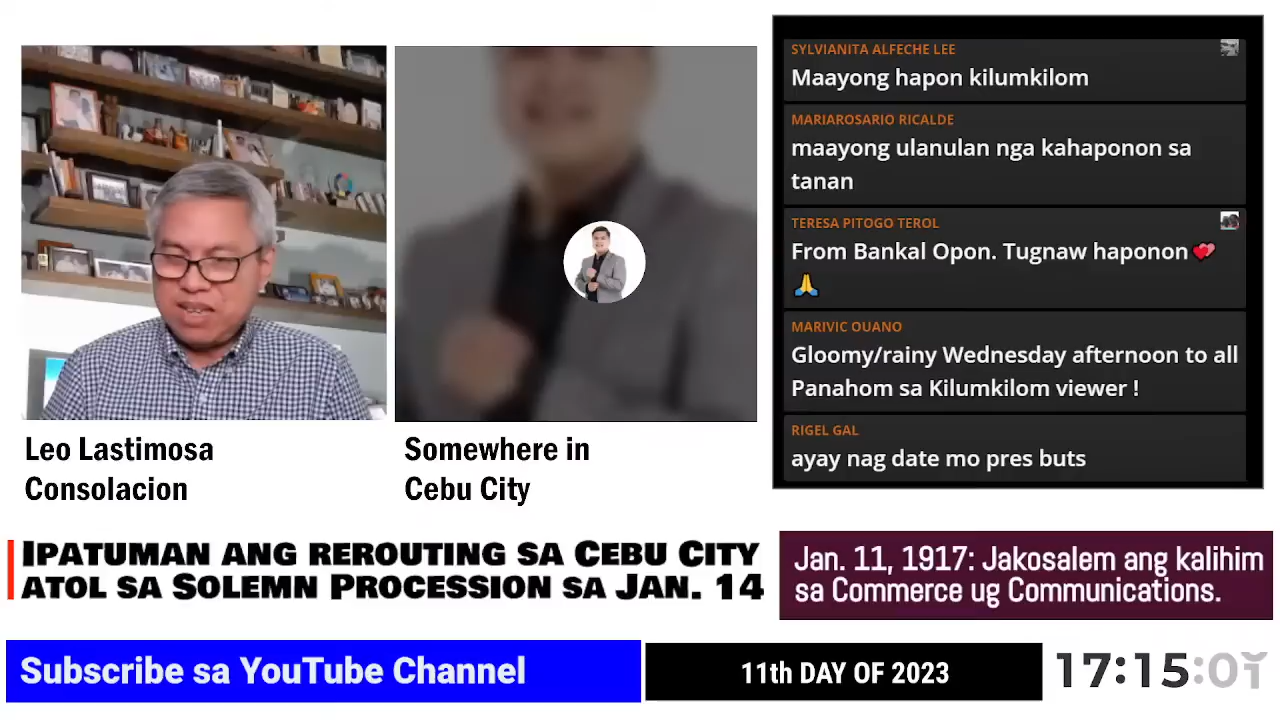 Leo Lastimosa
Consolacion
Somewhere in
Cebu City
SYLVIANITA ALFECHE LEE
Maayong hapon kilumkilom
MARIAROSARIO RICALDE
maayong ulanulan nga kahaponon sa
tanan
TERESA PITOGO TEROL
From Bankal Opon. Tugnaw haponon💕
🙏
MARIVIC OUANO
Gloomy/rainy Wednesday afternoon to all
Panahom sa Kilumkilom viewer !
RIGEL GAL
ayay nag date mo pres buts
IPATUMAN ANG REROUTING SA CEBU CITY
ATOL SA SOLEMN PROCESSION SA JAN. 14
Jan. 11, 1917: Jakosalem ang kalihim
sa Commerce ug Communications.
Subscribe sa YouTube Channel
11th DAY OF 2023
17:15:01